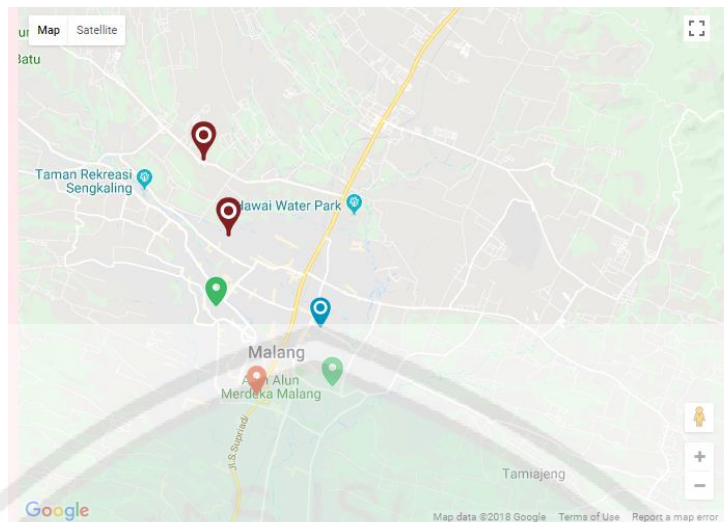 Map Satellite
Batu
Taman Rekreasi
Sengkaling
Hawai Water Park
Malang
Alun Alun
Merdeka Malang
Jl.S.Supriadi
Tamiajeng
Google
Map data ©2018 Google Terms of Use Report a map error